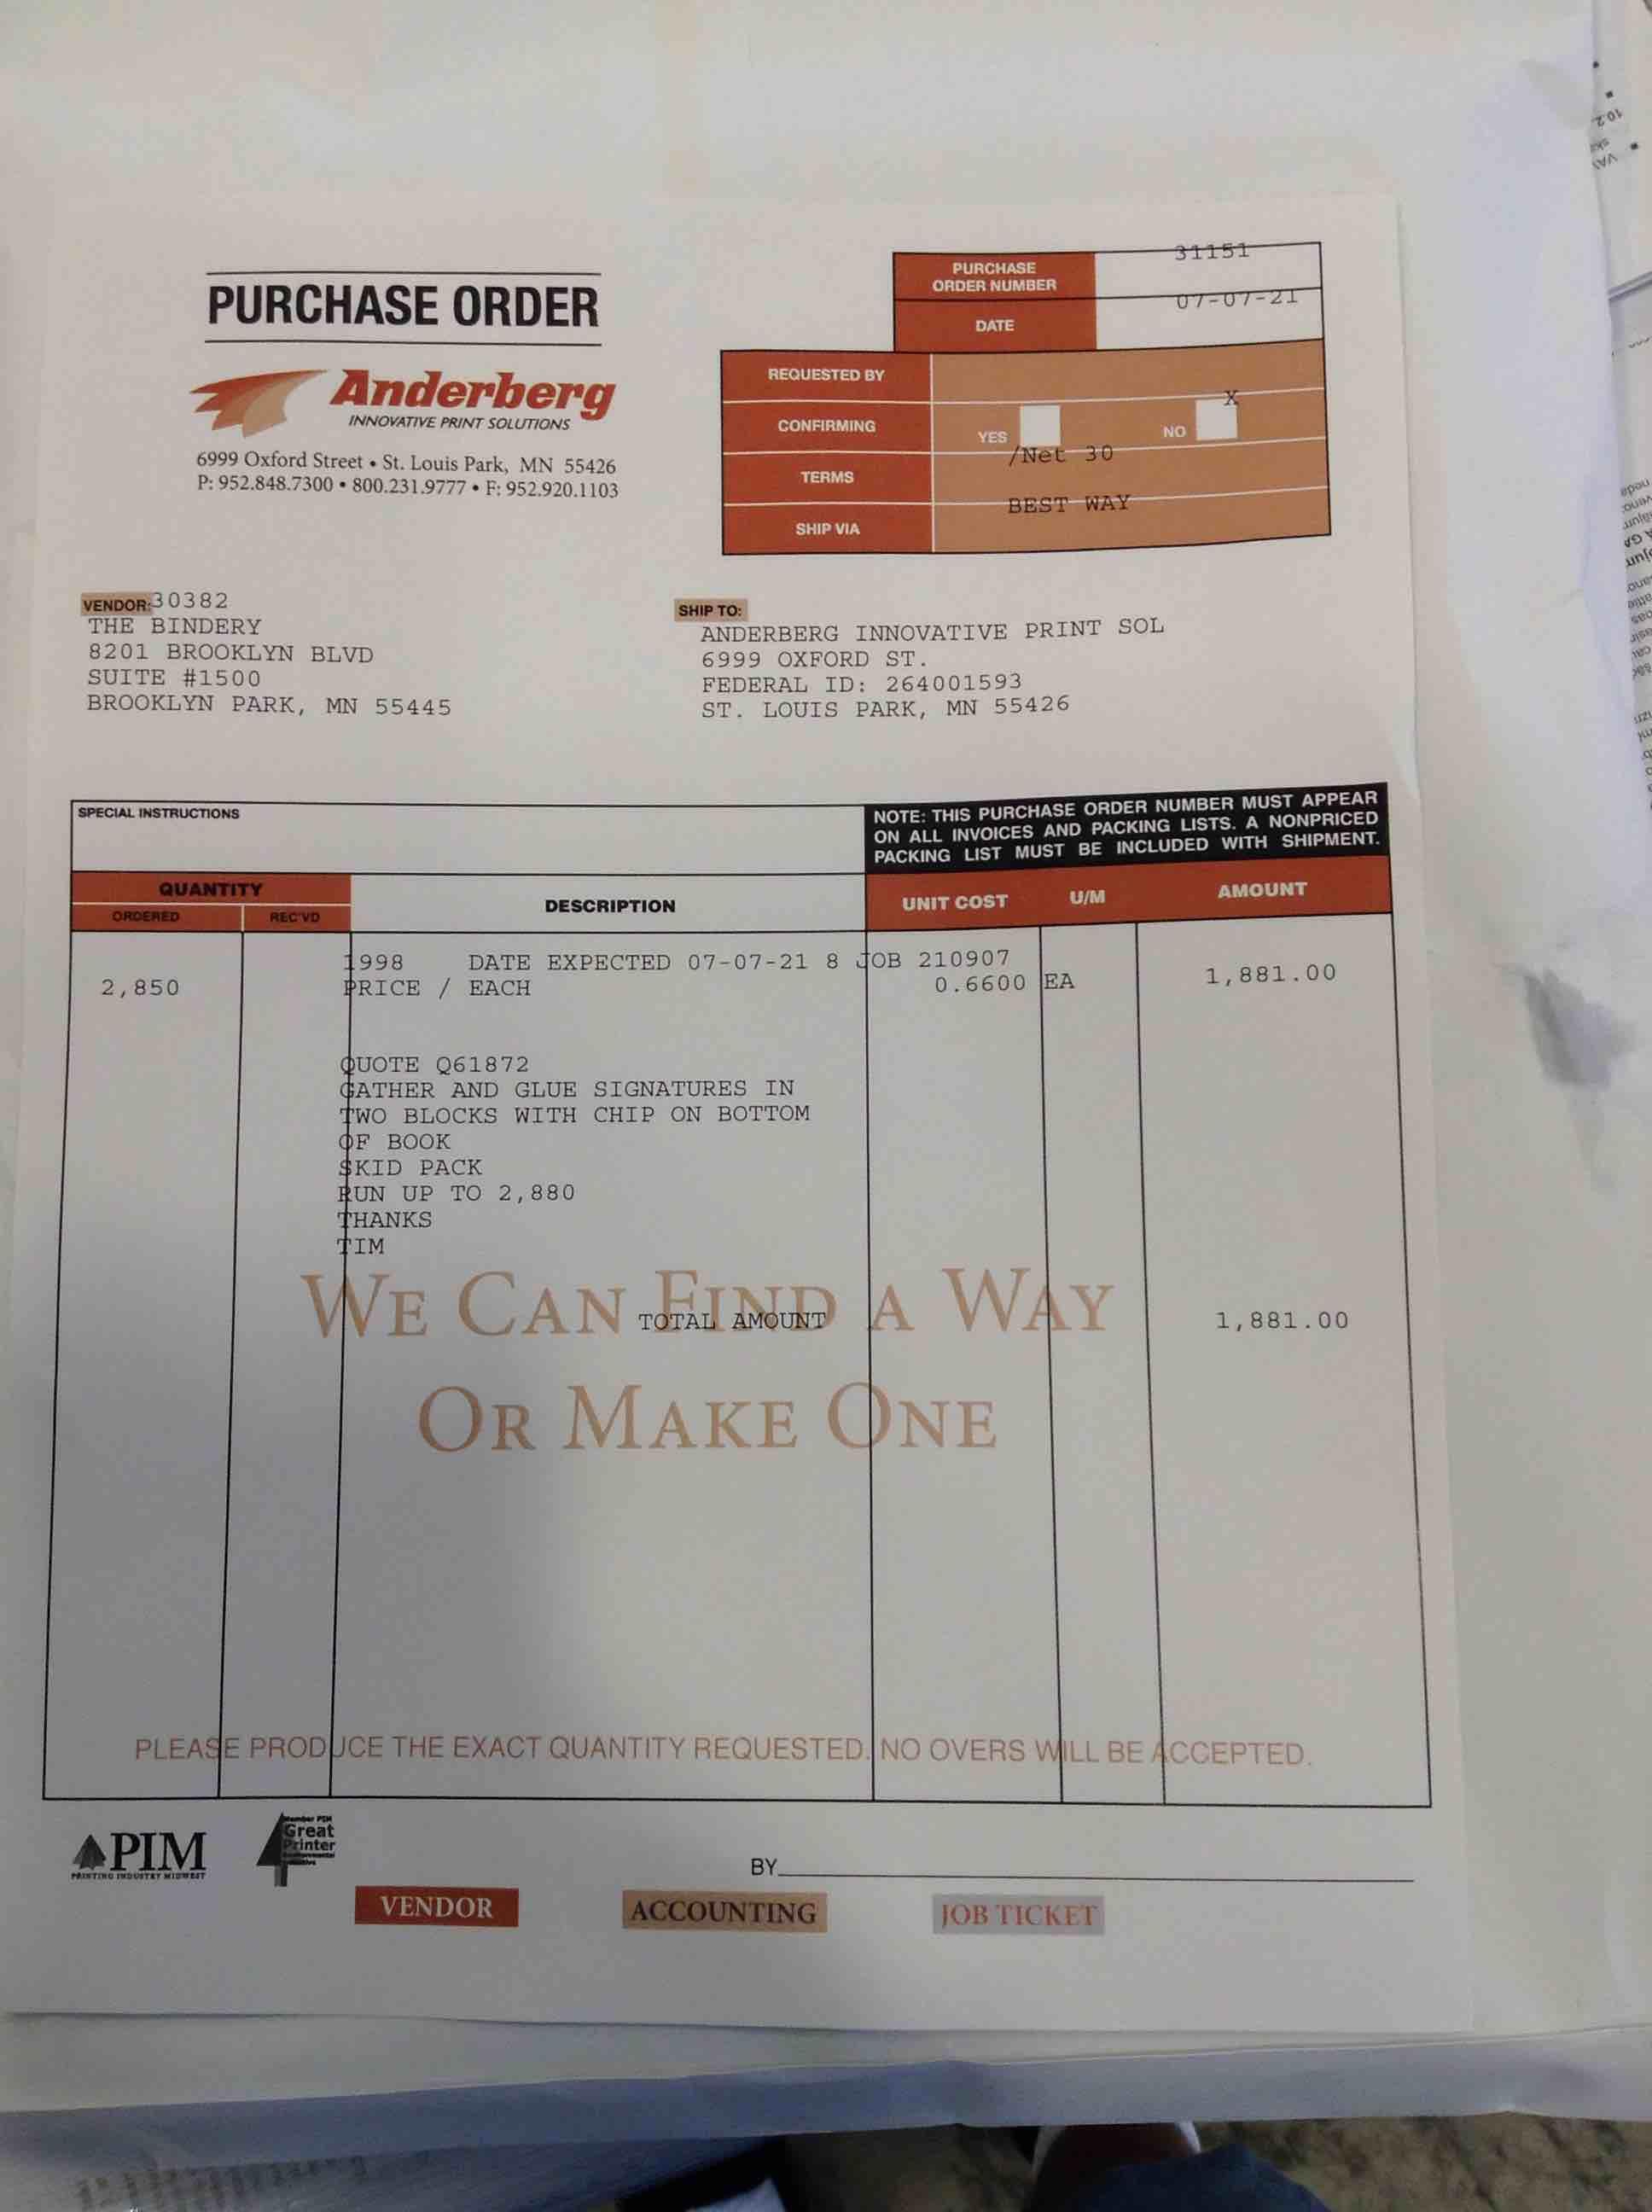 PURCHASE ORDER
Anderberg
INNOVATIVE PRINT SOLUTIONS
6999 Oxford Street • St. Louis Park, MN 55426
P: 952.848.7300 • 800.231.9777 • F: 952.920.1103
PURCHASE ORDER NUMBER 31151
DATE 07-07-21
REQUESTED BY
CONFIRMING YES NO X
TERMS /Net 30
SHIP VIA BEST WAY
VENDOR: 30382
THE BINDERY
8201 BROOKLYN BLVD
SUITE #1500
BROOKLYN PARK, MN 55445
SHIP TO:
ANDERBERG INNOVATIVE PRINT SOL
6999 OXFORD ST.
FEDERAL ID: 264001593
ST. LOUIS PARK, MN 55426
SPECIAL INSTRUCTIONS
NOTE: THIS PURCHASE ORDER NUMBER MUST APPEAR
ON ALL INVOICES AND PACKING LISTS. A NONPRICED
PACKING LIST MUST BE INCLUDED WITH SHIPMENT.
QUANTITY
ORDERED REC'VD DESCRIPTION UNIT COST U/M AMOUNT
1998 DATE EXPECTED 07-07-21 8 JOB 210907
2,850 PRICE / EACH 0.6600 EA 1,881.00
QUOTE Q61872
GATHER AND GLUE SIGNATURES IN
TWO BLOCKS WITH CHIP ON BOTTOM
OF BOOK
SKID PACK
RUN UP TO 2,880
THANKS
TIM
WE CAN FIND A WAY
TOTAL AMOUNT 1,881.00
OR MAKE ONE
PLEASE PRODUCE THE EXACT QUANTITY REQUESTED. NO OVERS WILL BE ACCEPTED.
PIM
PRINTING INDUSTRY MIDWEST
Member PIM
Great
Printer
BY
VENDOR ACCOUNTING JOB TICKET